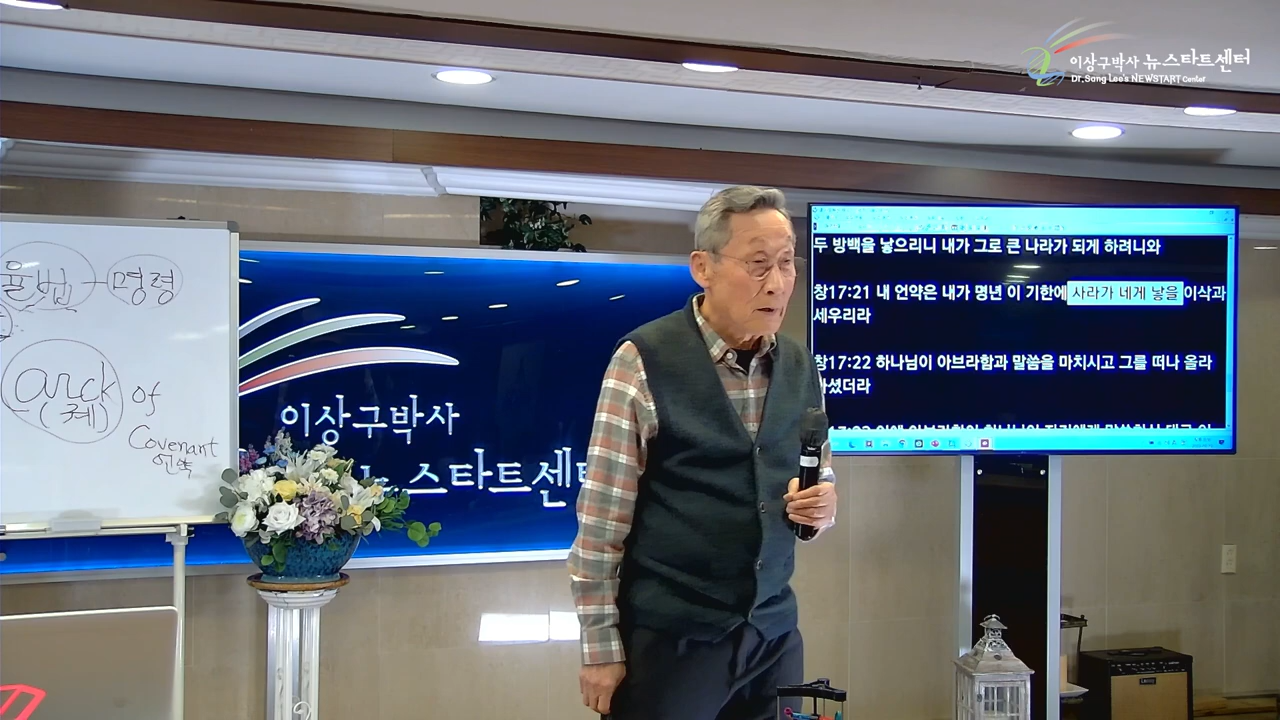 이상구박사 뉴스타트센터
Dr. Sang Lee's NEWSTART Center
율법 - 명령
arck of
(궤)
Covenant
언약
이상구박사
뉴스타트센터
두 방백을 낳으리니 내가 그로 큰 나라가 되게 하려니와
창17:21 내 언약은 내가 명년 이 기한에 사라가 네게 낳을 이삭과
세우리라
창17:22 하나님이 아브라함과 말씀을 마치시고 그를 떠나 올라
가셨더라